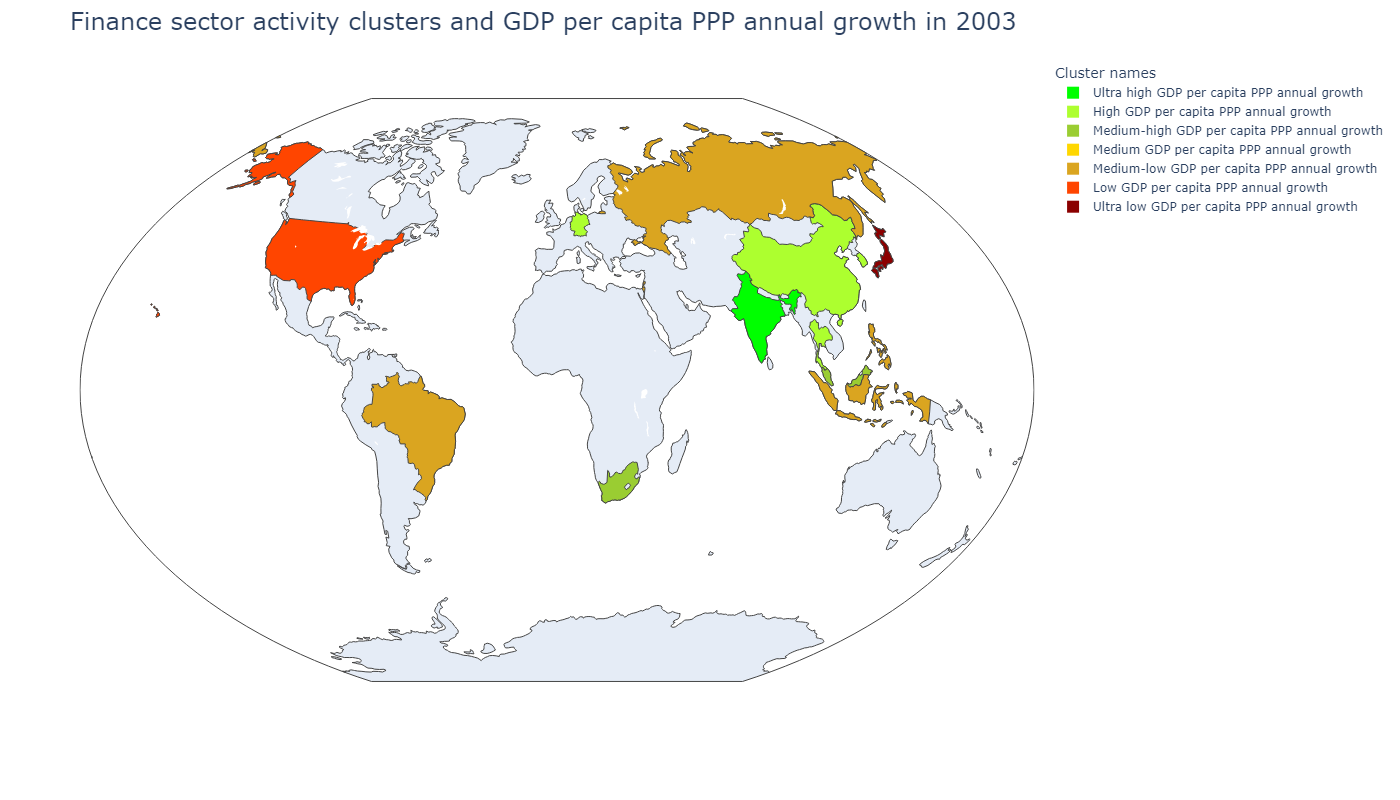 Finance sector activity clusters and GDP per capita PPP annual growth in 2003
Cluster names
Ultra high GDP per capita PPP annual growth
High GDP per capita PPP annual growth
Medium-high GDP per capita PPP annual growth
Medium GDP per capita PPP annual growth
Medium-low GDP per capita PPP annual growth
Low GDP per capita PPP annual growth
Ultra low GDP per capita PPP annual growth